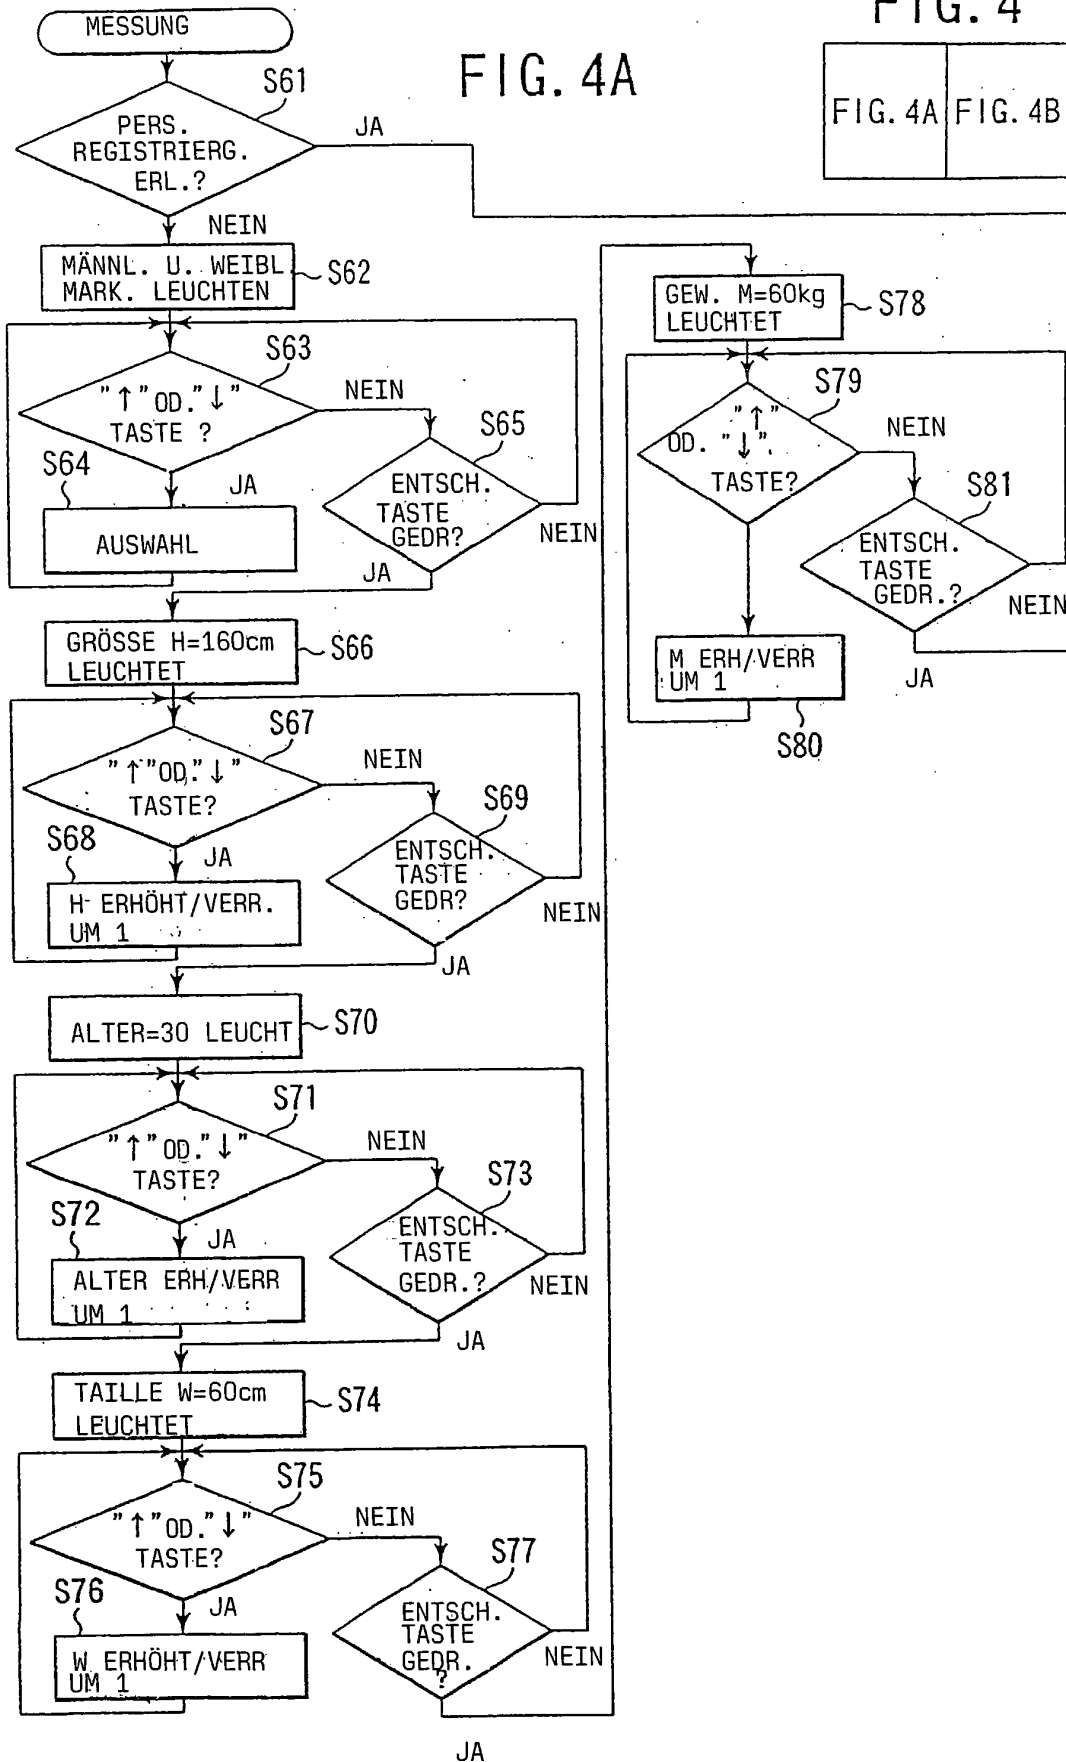 MESSUNG
FIG. 4A
FIG. 4
FIG. 4A
FIG. 4B
S61
PERS.
REGISTRIERG.
ERL.?
JA
NEIN
MÄNNL. U. WEIBL
MARK. LEUCHTEN
S62
S63
"↑"OD."↓"
TASTE ?
NEIN
S64
JA
AUSWAHL
S65
ENTSCH.
TASTE
GEDR?
NEIN
JA
GRÖSSE H=160cm
LEUCHTET
S66
S67
"↑"OD."↓"
TASTE?
NEIN
S68
JA
H ERHÖHT/VERR.
UM 1
S69
ENTSCH.
TASTE
GEDR?
NEIN
JA
ALTER=30 LEUCHT
S70
S71
"↑"OD."↓"
TASTE?
NEIN
S72
JA
ALTER ERH/VERR
UM 1
S73
ENTSCH.
TASTE
GEDR.?
NEIN
JA
TAILLE W=60cm
LEUCHTET
S74
S75
"↑"OD."↓"
TASTE?
NEIN
S76
JA
W ERHÖHT/VERR
UM 1
S77
ENTSCH.
TASTE
GEDR.
?
NEIN
JA
GEW. M=60kg
LEUCHTET
S78
S79
"↑"
OD. "↓"
TASTE?
NEIN
S81
ENTSCH.
TASTE
GEDR.?
NEIN
JA
M ERH/VERR
UM 1
S80